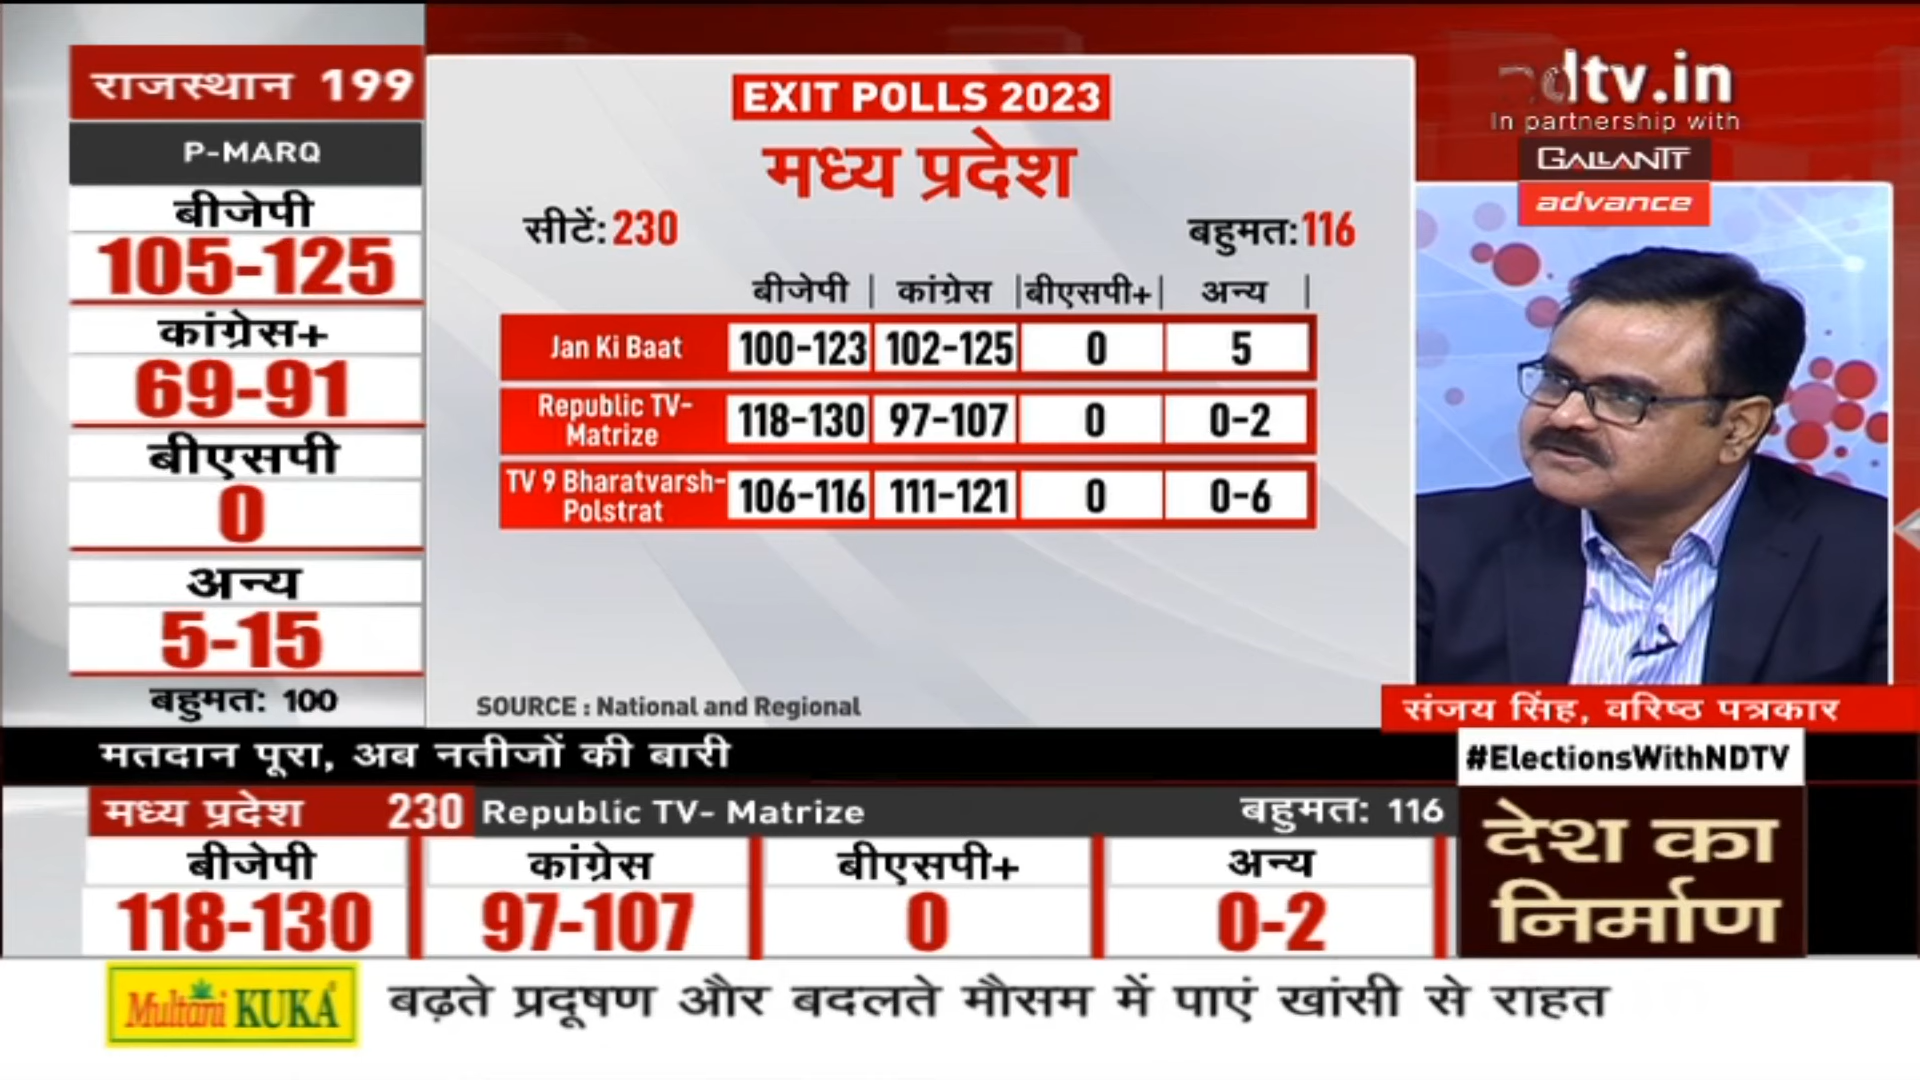 राजस्थान 199
P-MARQ
बीजेपी
105-125
कांग्रेस+
69-91
बीएसपी
0
अन्य
5-15
बहुमत: 100
EXIT POLLS 2023
मध्य प्रदेश
सीटें: 230 बहुमत: 116
बीजेपी | कांग्रेस | बीएसपी+ | अन्य |
Jan Ki Baat 100-123 102-125 0 5
Republic TV-
Matrize 118-130 97-107 0 0-2
TV 9 Bharatvarsh-
Polstrat 106-116 111-121 0 0-6
SOURCE : National and Regional
ndtv.in
In partnership with
GALLANTT
advance
संजय सिंह, वरिष्ठ पत्रकार
मतदान पूरा, अब नतीजों की बारी
#ElectionsWithNDTV
मध्य प्रदेश 230 Republic TV- Matrize बहुमत: 116
बीजेपी कांग्रेस बीएसपी+ अन्य
118-130 97-107 0 0-2
देश का
निर्माण
Multani KUKA बढ़ते प्रदूषण और बदलते मौसम में पाएं खांसी से राहत